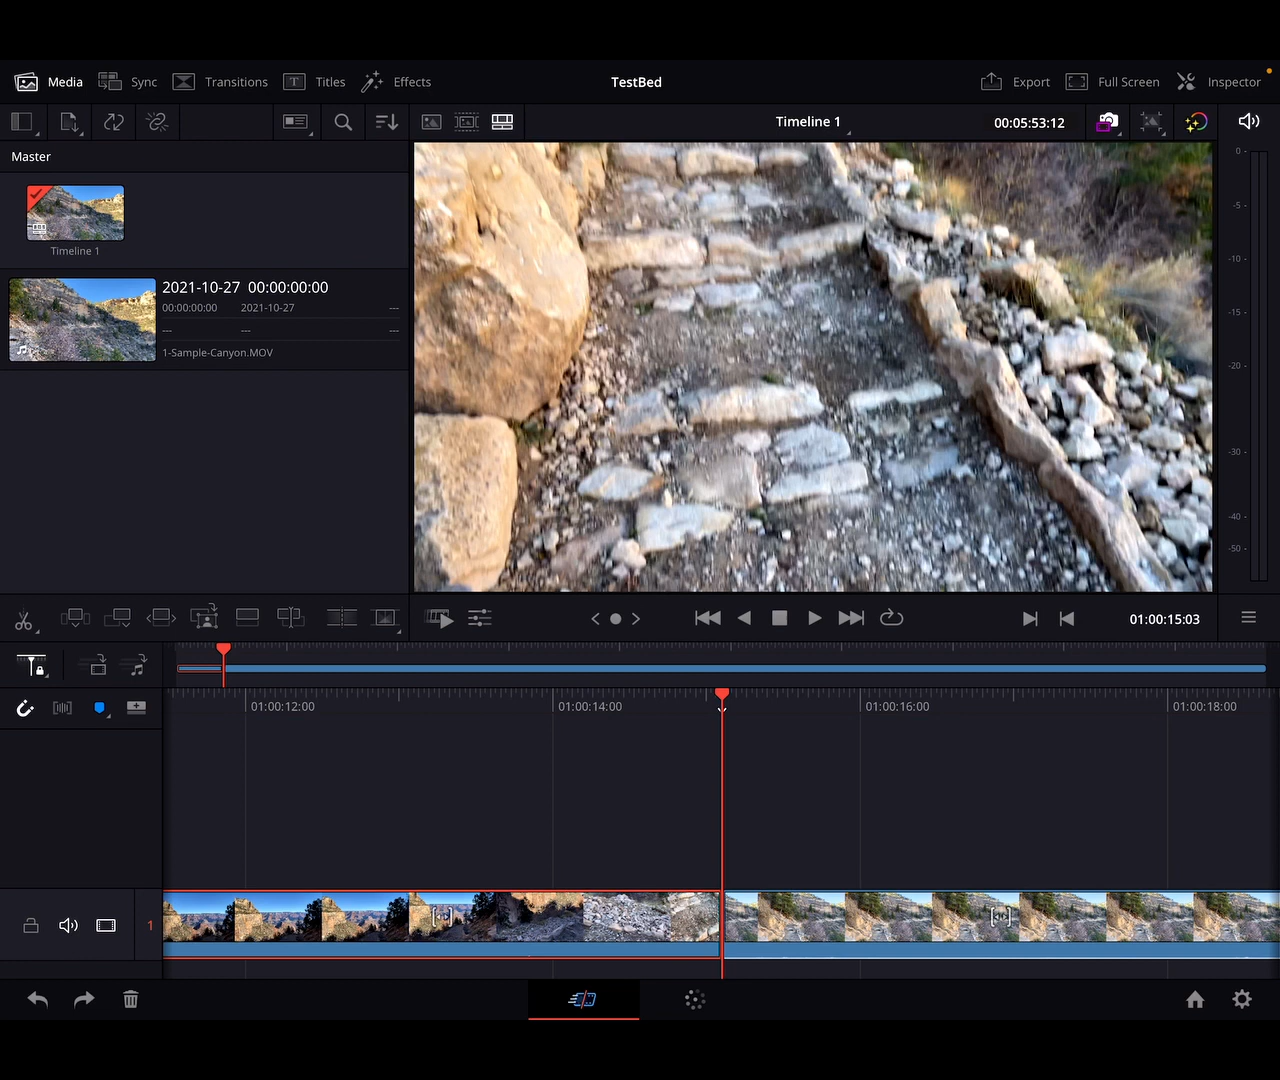 Media Sync Transitions Titles Effects TestBed Export Full Screen Inspector
Timeline 1 00:05:53:12
Master
Timeline 1
2021-10-27 00:00:00:00
00:00:00:00 2021-10-27 ---
--- --- ---
1-Sample-Canyon.MOV
0 -
-5 -
-10 -
-15 -
-20 -
-30 -
-40 -
-50 -
01:00:15:03
01:00:12:00 01:00:14:00 01:00:16:00 01:00:18:00
1